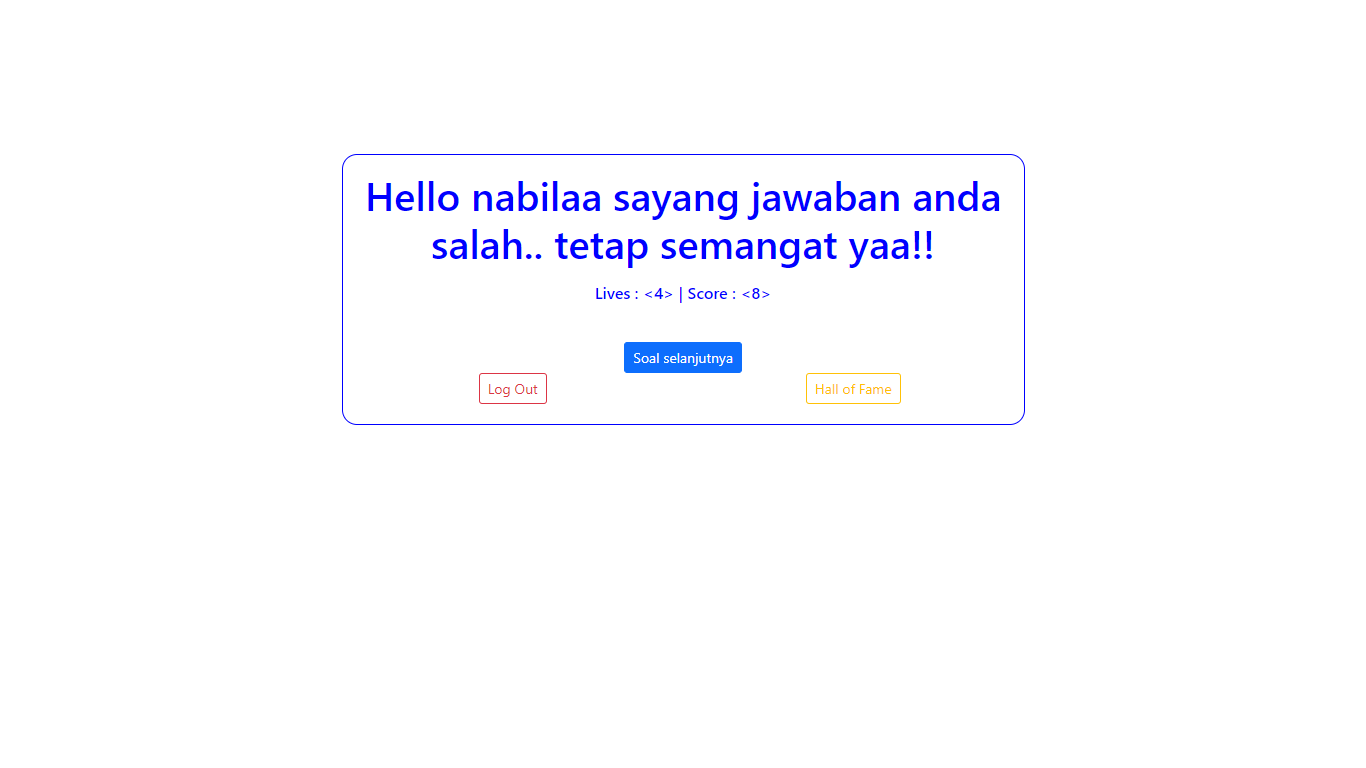 Hello nabilaa sayang jawaban anda
salah.. tetap semangat yaa!!
Lives : <4> | Score : <8>
Soal selanjutnya
Log Out
Hall of Fame